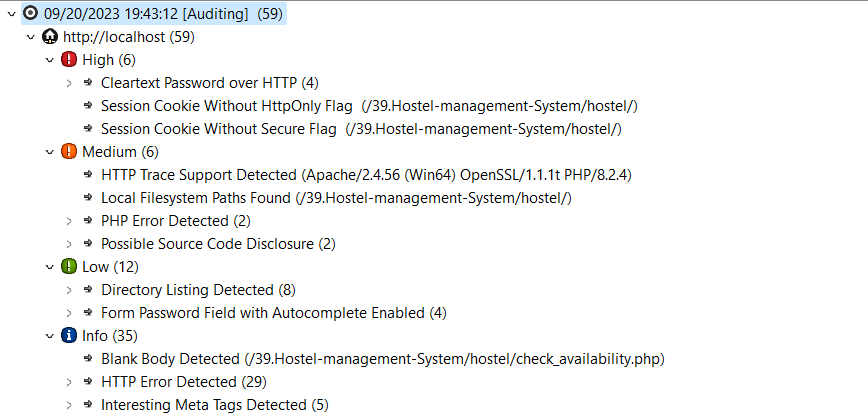 09/20/2023 19:43:12 [Auditing] (59)
http://localhost (59)
High (6)
Cleartext Password over HTTP (4)
Session Cookie Without HttpOnly Flag (/39.Hostel-management-System/hostel/)
Session Cookie Without Secure Flag (/39.Hostel-management-System/hostel/)
Medium (6)
HTTP Trace Support Detected (Apache/2.4.56 (Win64) OpenSSL/1.1.1t PHP/8.2.4)
Local Filesystem Paths Found (/39.Hostel-management-System/hostel/)
PHP Error Detected (2)
Possible Source Code Disclosure (2)
Low (12)
Directory Listing Detected (8)
Form Password Field with Autocomplete Enabled (4)
Info (35)
Blank Body Detected (/39.Hostel-management-System/hostel/check_availability.php)
HTTP Error Detected (29)
Interesting Meta Tags Detected (5)